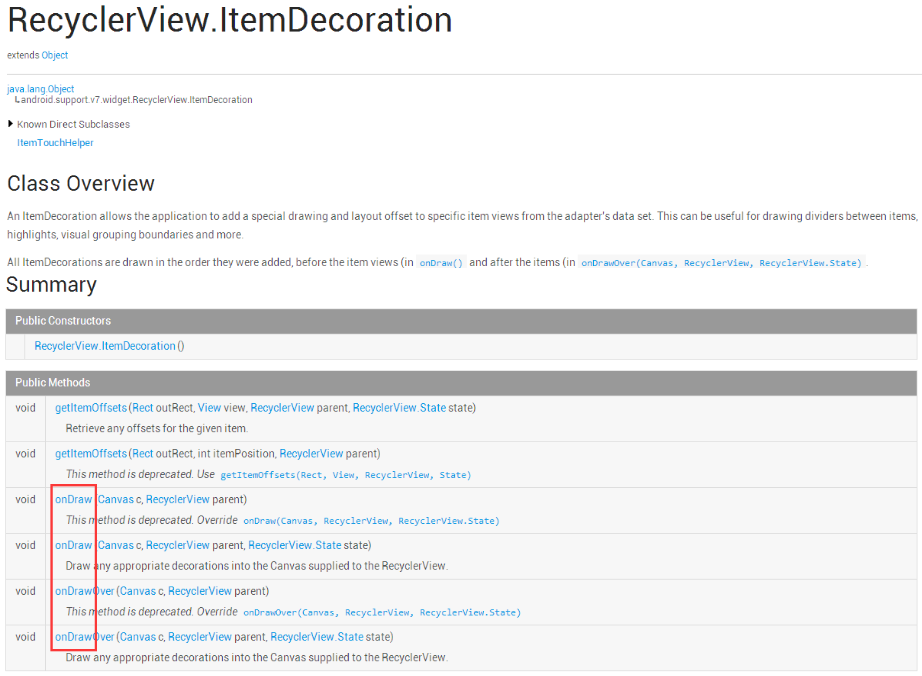 RecyclerView.ItemDecoration
extends Object
java.lang.Object
android.support.v7.widget.RecyclerView.ItemDecoration
Known Direct Subclasses
ItemTouchHelper
Class Overview
An ItemDecoration allows the application to add a special drawing and layout offset to specific item views from the adapter's data set. This can be useful for drawing dividers between items,
highlights, visual grouping boundaries and more.
All ItemDecorations are drawn in the order they were added, before the item views (in onDraw() and after the items (in onDrawOver(Canvas, RecyclerView, RecyclerView.State) .
Summary
Public Constructors
RecyclerView.ItemDecoration()
Public Methods
void getItemOffsets(Rect outRect, View view, RecyclerView parent, RecyclerView.State state)
Retrieve any offsets for the given item.
void getItemOffsets(Rect outRect, int itemPosition, RecyclerView parent)
This method is deprecated. Use getItemOffsets(Rect, View, RecyclerView, State)
void onDraw (Canvas c, RecyclerView parent)
This method is deprecated. Override onDraw(Canvas, RecyclerView, RecyclerView.State)
void onDraw (Canvas c, RecyclerView parent, RecyclerView.State state)
Draw any appropriate decorations into the Canvas supplied to the RecyclerView.
void onDrawOver (Canvas c, RecyclerView parent)
This method is deprecated. Override onDrawOver(Canvas, RecyclerView, RecyclerView.State)
void onDrawOver (Canvas c, RecyclerView parent, RecyclerView.State state)
Draw any appropriate decorations into the Canvas supplied to the RecyclerView.